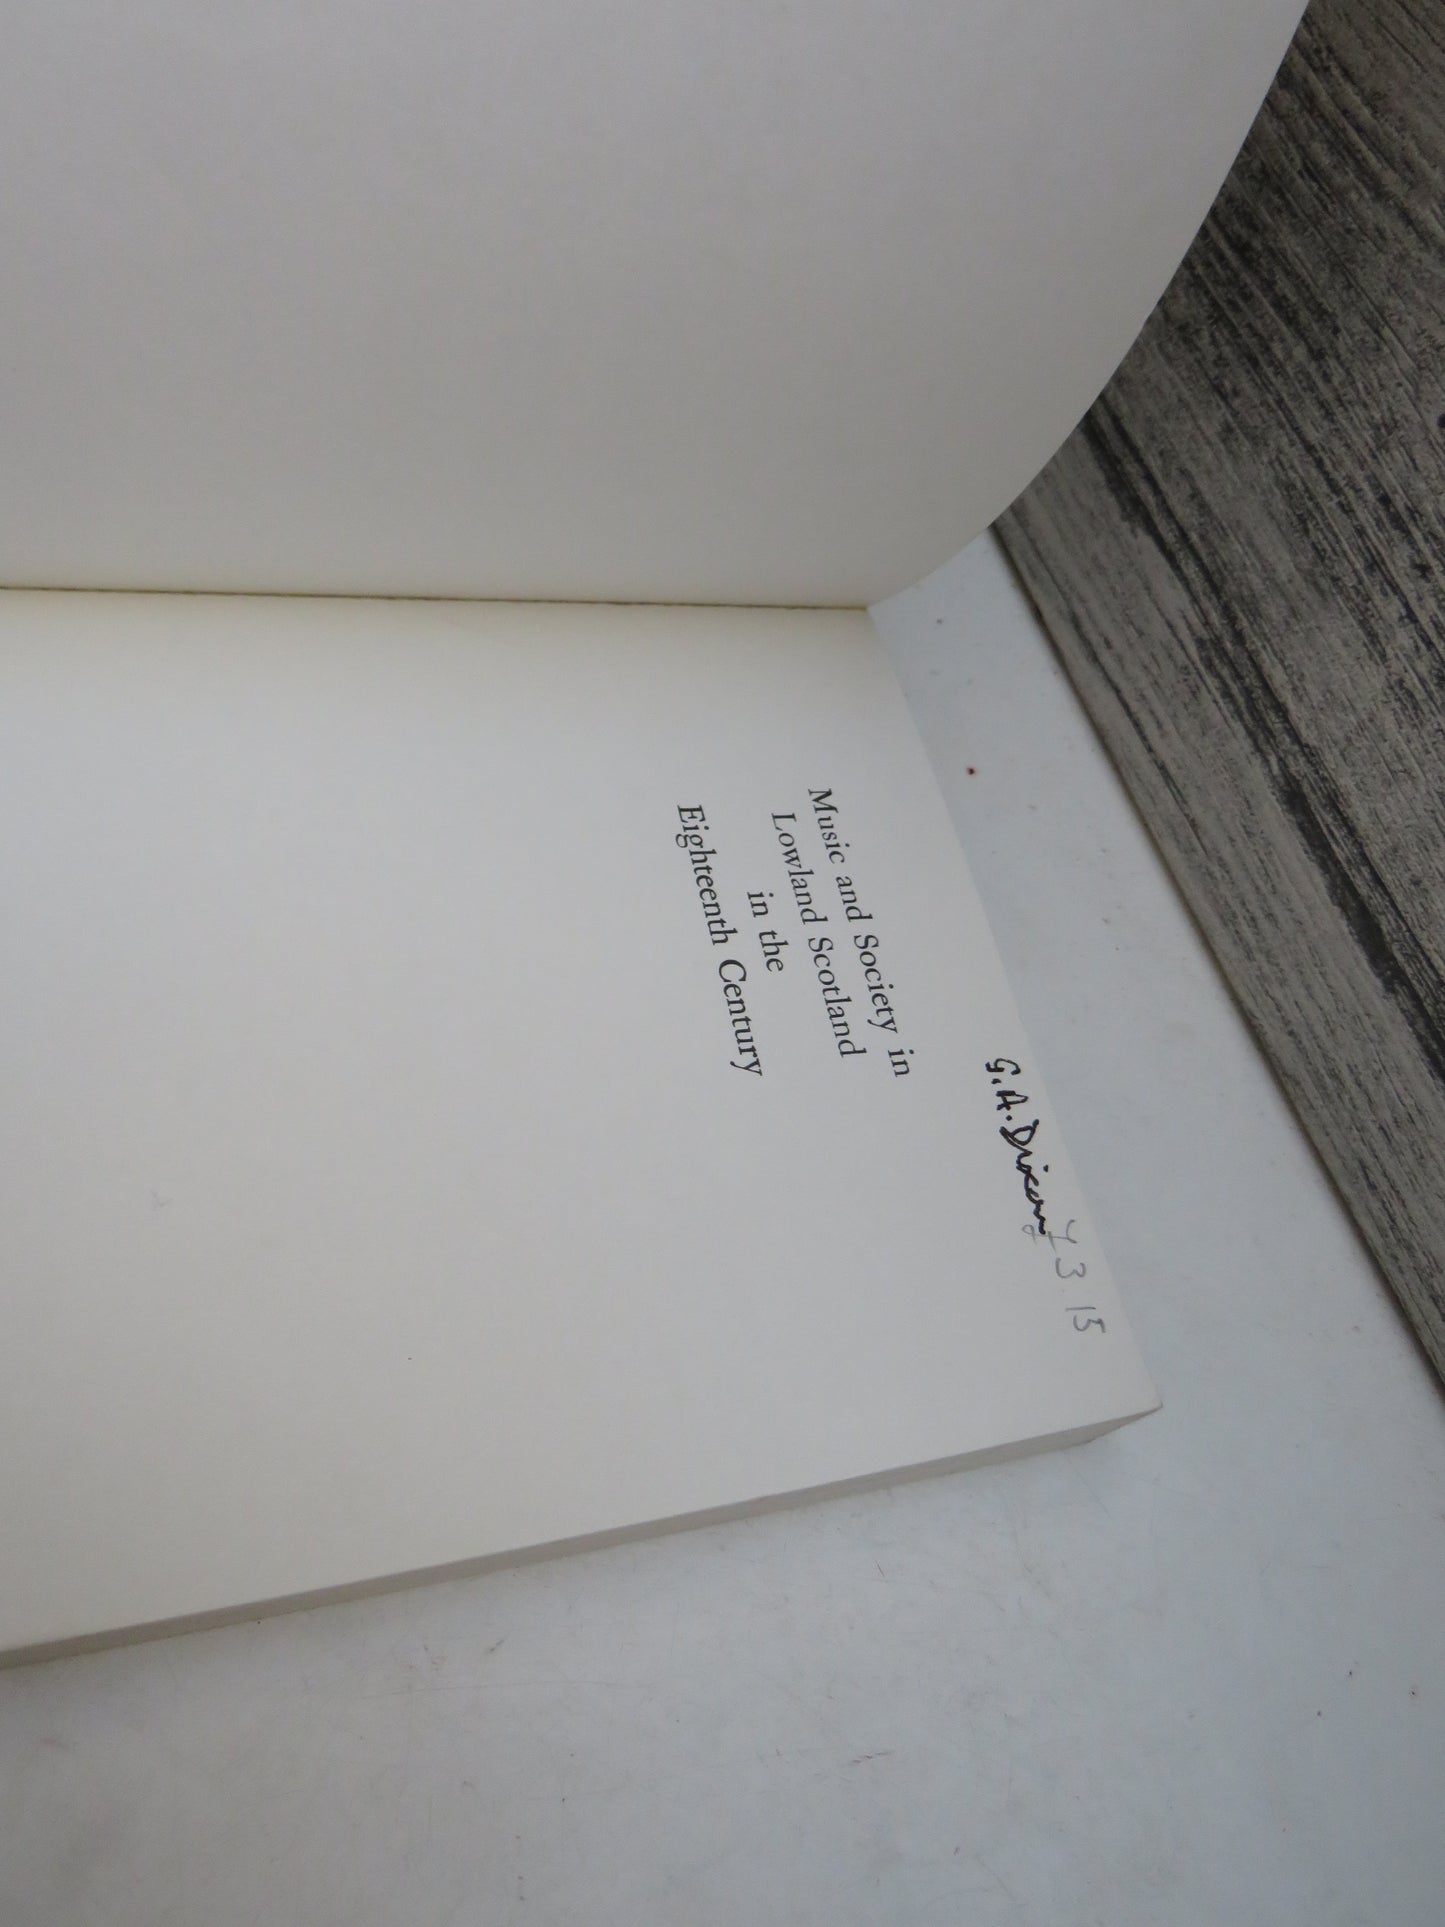 G.A. Dixon
£3.15
Music and Society in
Lowland Scotland
in the
Eighteenth Century